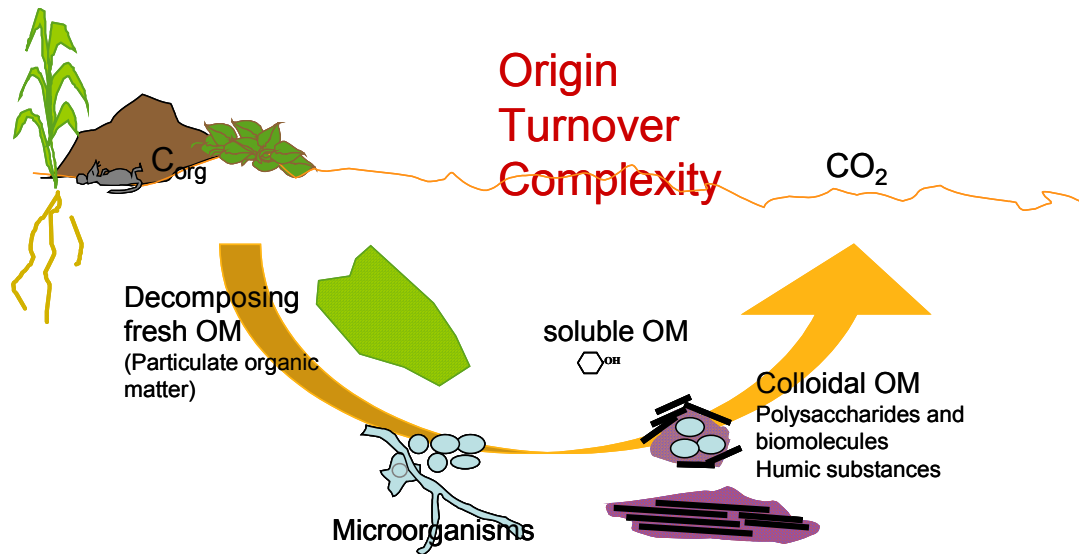 Origin
Turnover
Complexity
C_org
CO₂
Decomposing
fresh OM
(Particulate organic
matter)
soluble OM
OH
Colloidal OM
Polysaccharides and
biomolecules
Humic substances
Microorganisms